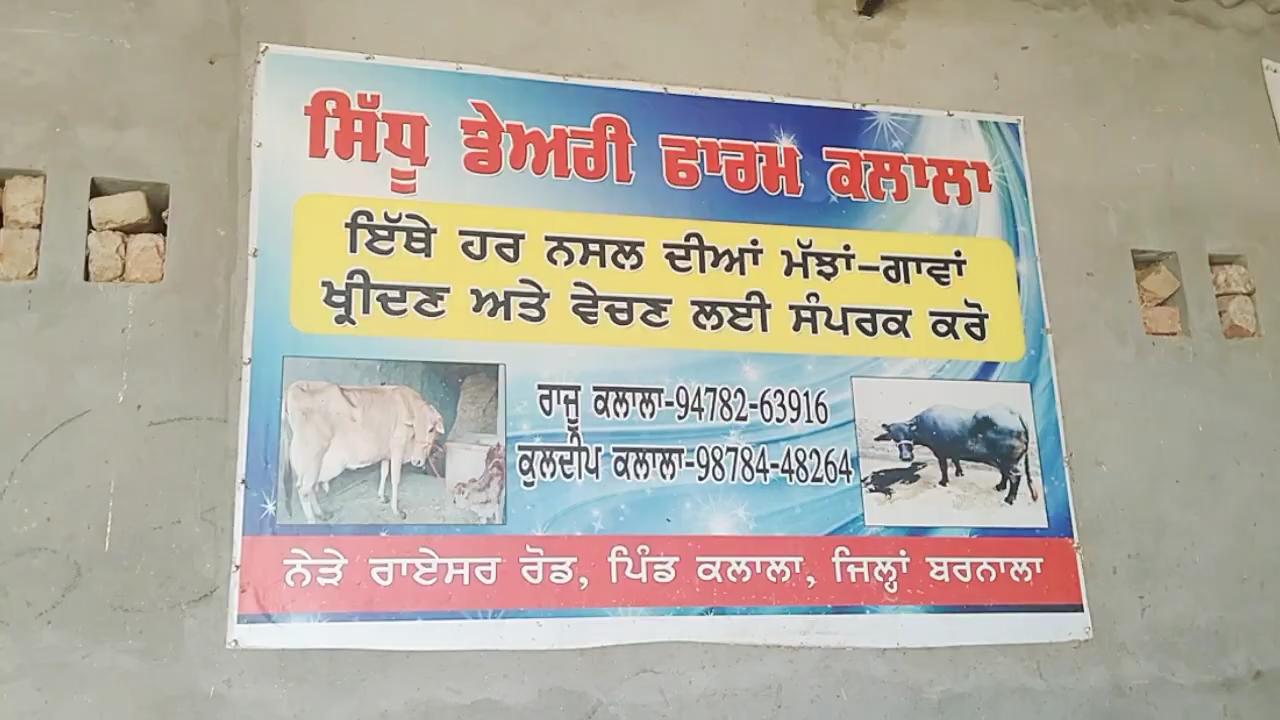 ਸਿੱਧੂ ਡੇਅਰੀ ਫਾਰਮ ਕਲਾਲਾ
ਇੱਥੇ ਹਰ ਨਸਲ ਦੀਆਂ ਮੱਝਾਂ-ਗਾਵਾਂ
ਖ੍ਰੀਦਣ ਅਤੇ ਵੇਚਣ ਲਈ ਸੰਪਰਕ ਕਰੋ
ਰਾਜੂ ਕਲਾਲਾ-94782-63916
ਕੁਲਦੀਪ ਕਲਾਲਾ-98784-48264
ਨੇੜੇ ਰਾਏਸਰ ਰੋਡ, ਪਿੰਡ ਕਲਾਲਾ, ਜਿਲ੍ਹਾਂ ਬਰਨਾਲਾ